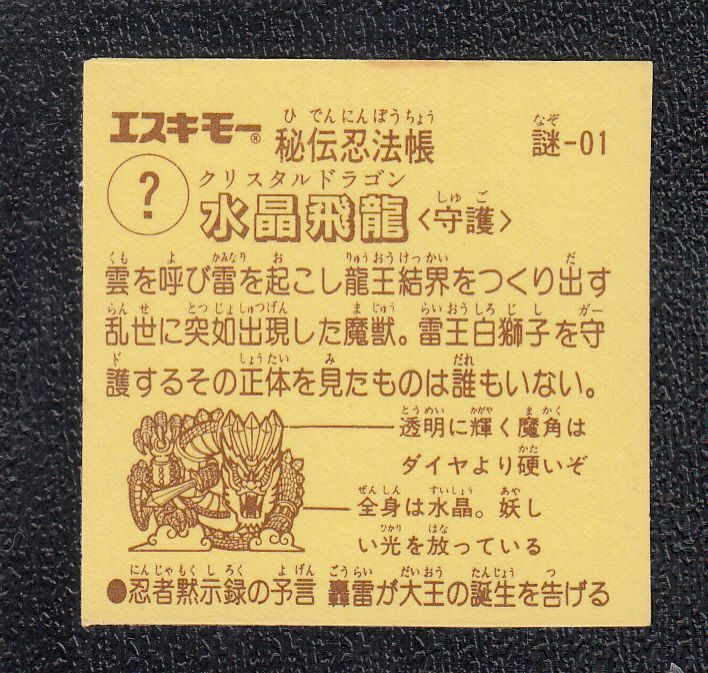 エスキモー® 秘伝忍法帳 謎-01
ひでんにんぽうちょう なぞ
? クリスタルドラゴン
水晶飛龍〈守護〉
しゅご
くも よ かみなり お りゅうおうけっかい だ
雲を呼び雷を起こし龍王結界をつくり出す
らんせ とつじょしゅつげん まじゅう らいおうしろじし ガー
乱世に突如出現した魔獣。雷王白獅子を守
ド しょうたい み だれ
護するその正体を見たものは誰もいない。
とうめい かがや まかく
透明に輝く魔角は
かた
ダイヤより硬いぞ
ぜんしん すいしょう あや
全身は水晶。妖し
ひかり はな
い光を放っている
にんじゃもくしろく よげん ごうらい だいおう たんじょう つ
●忍者黙示録の予言 轟雷が大王の誕生を告げる